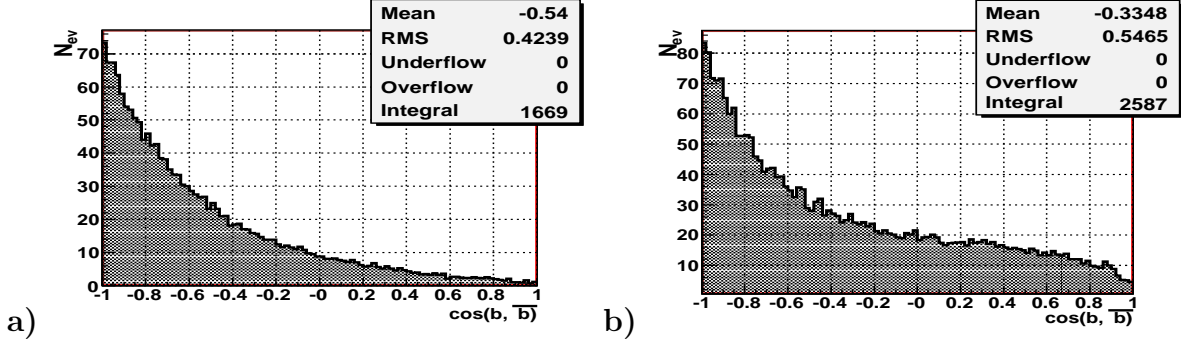 Mean -0.54
RMS 0.4239
Underflow 0
Overflow 0
Integral 1669
N_ev
70
60
50
40
30
20
10
0
-1 -0.8 -0.6 -0.4 -0.2 -0 0.2 0.4 0.6 0.8 1
cos(b, b̅)
a)
Mean -0.3348
RMS 0.5465
Underflow 0
Overflow 0
Integral 2587
N_ev
80
70
60
50
40
30
20
10
-1 -0.8 -0.6 -0.4 -0.2 -0 0.2 0.4 0.6 0.8 1
cos(b, b̅)
b)